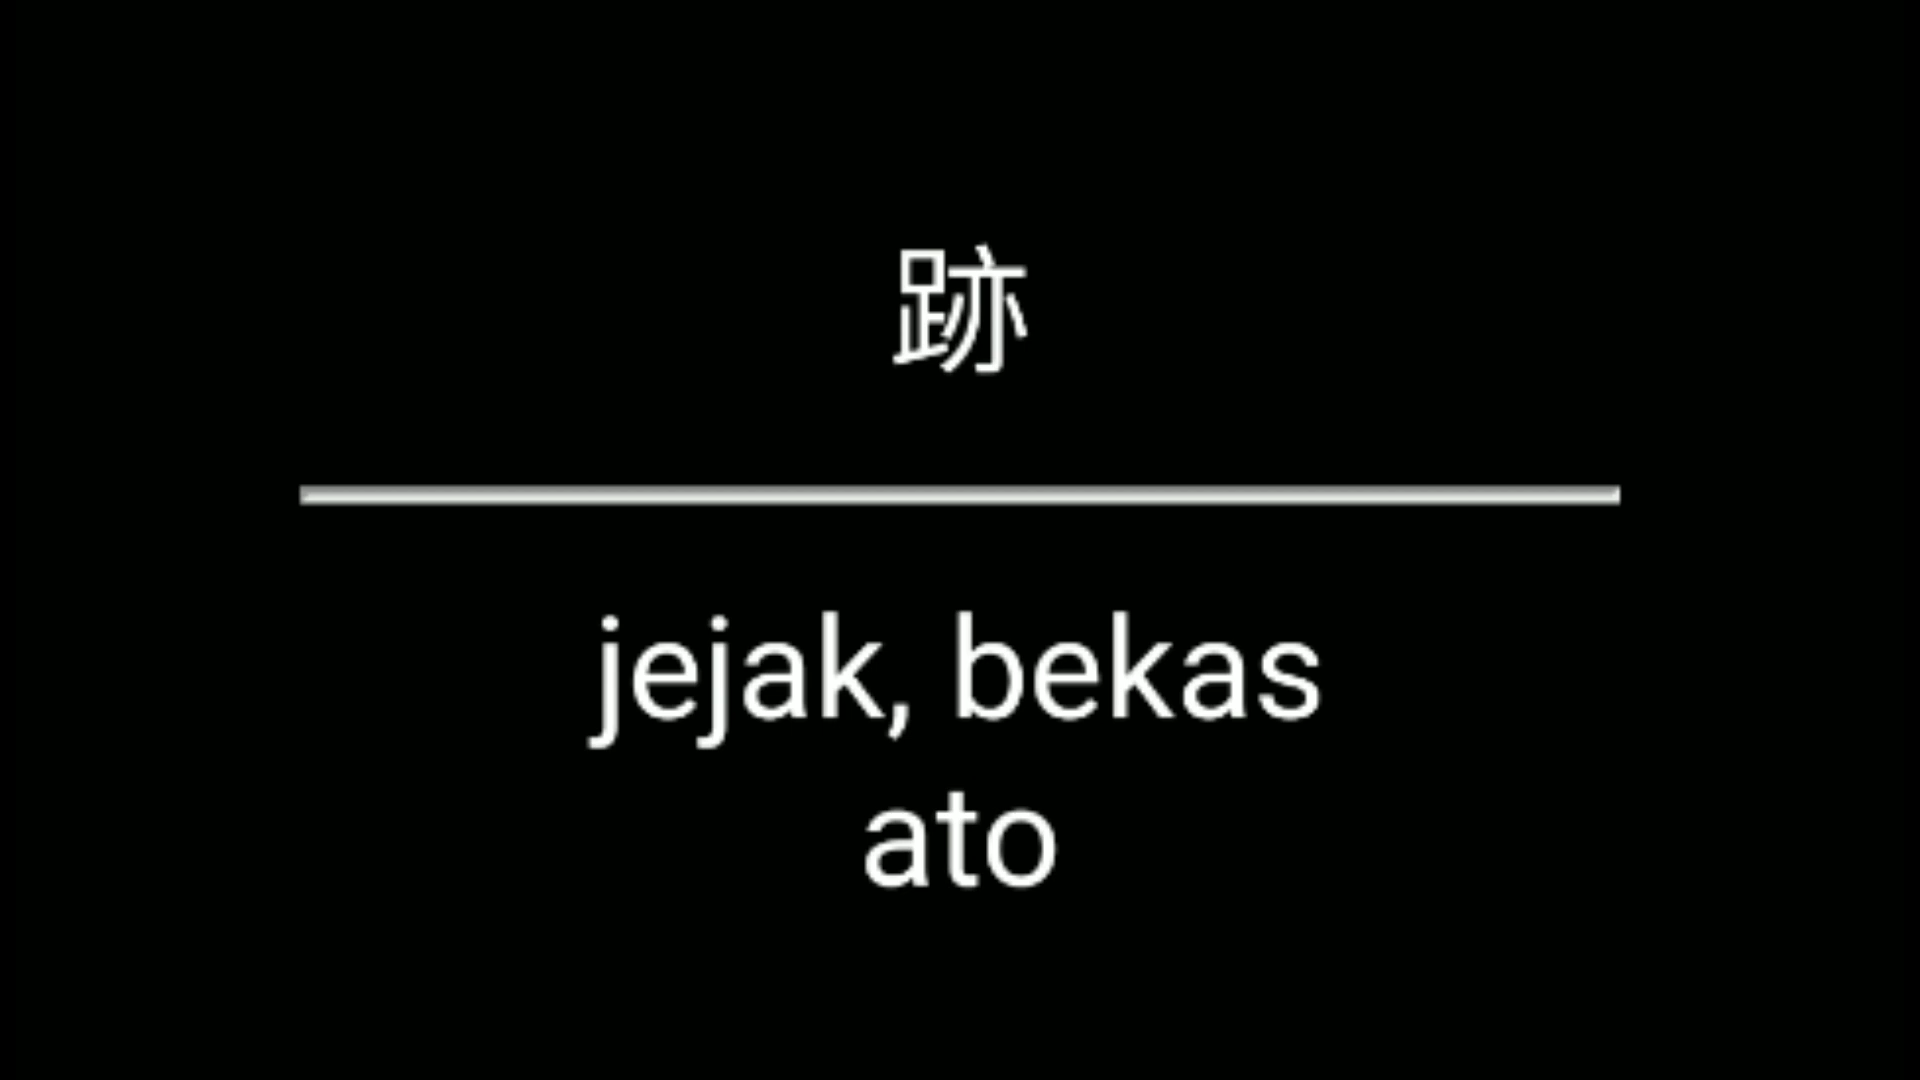 跡
jejak, bekas
ato